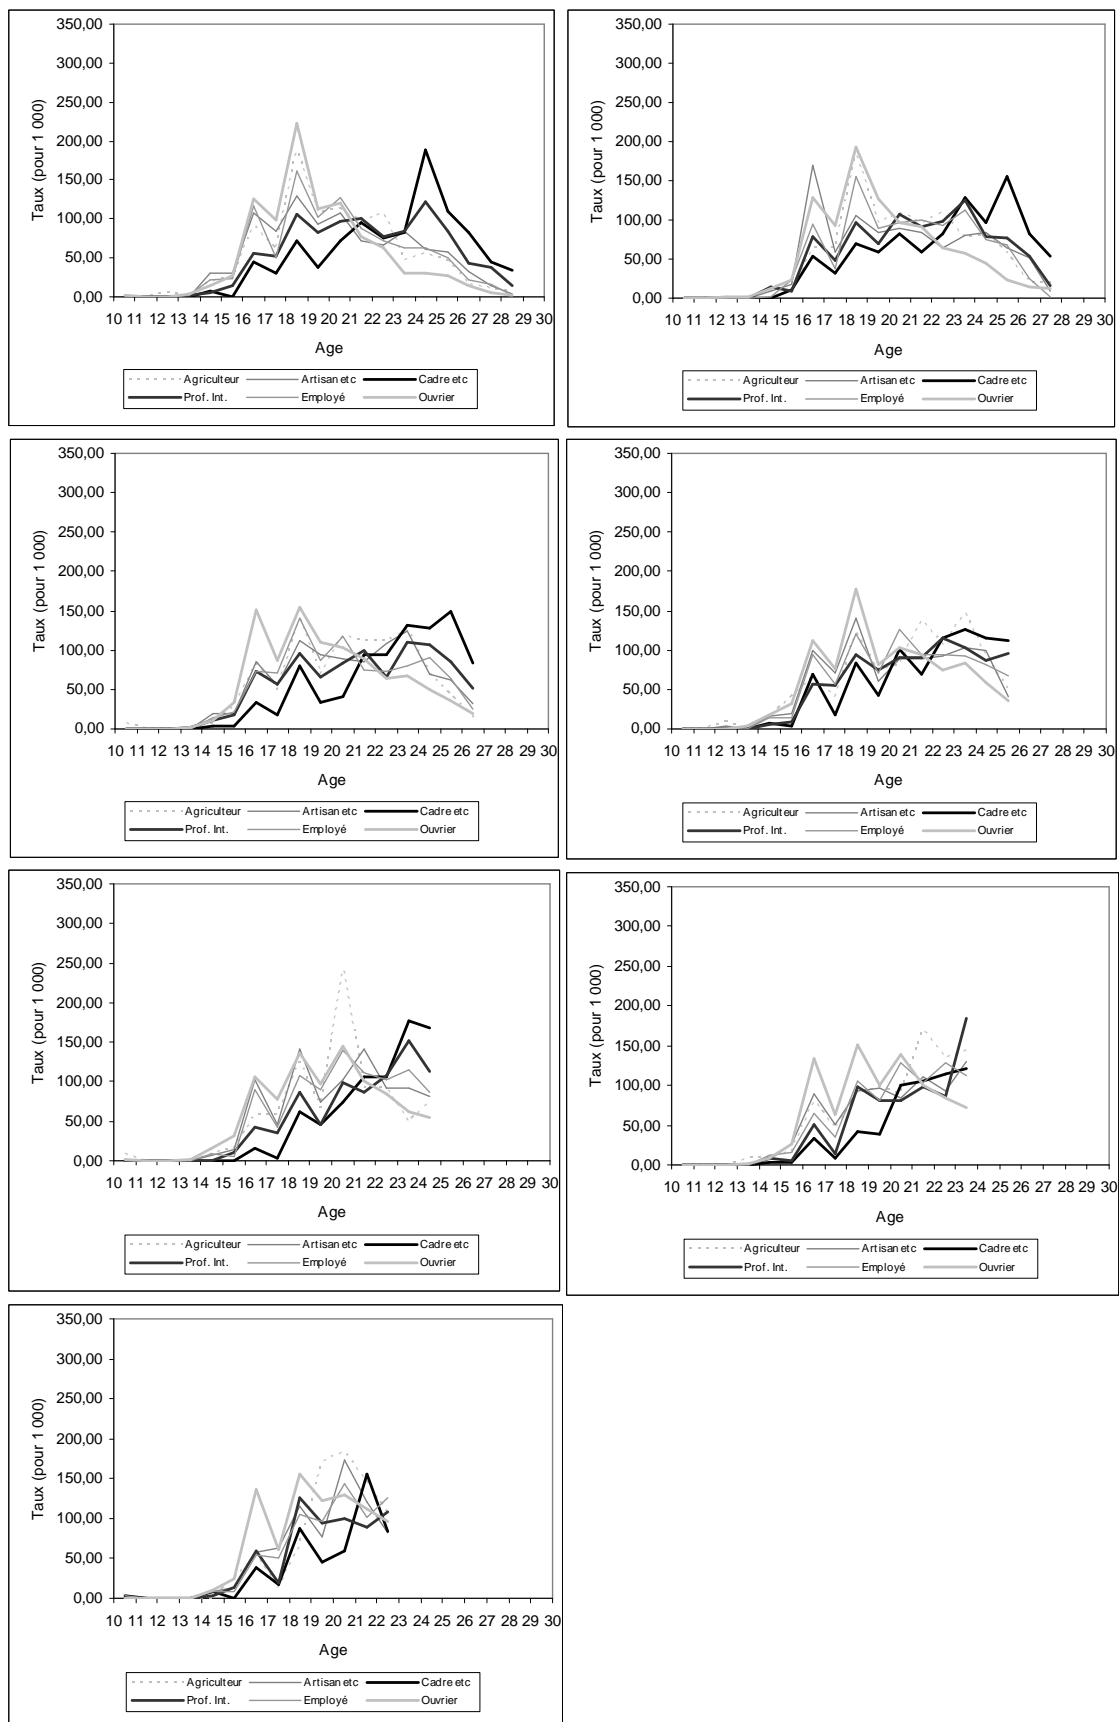 350,00
300,00
250,00
200,00
150,00
100,00
50,00
0,00
Taux (pour 1 000)
10 11 12 13 14 15 16 17 18 19 20 21 22 23 24 25 26 27 28 29 30
Age
Agriculteur Artisan etc Cadre etc
Prof. Int. Employé Ouvrier
350,00
300,00
250,00
200,00
150,00
100,00
50,00
0,00
Taux (pour 1 000)
10 11 12 13 14 15 16 17 18 19 20 21 22 23 24 25 26 27 28 29 30
Age
Agriculteur Artisan etc Cadre etc
Prof. Int. Employé Ouvrier
350,00
300,00
250,00
200,00
150,00
100,00
50,00
0,00
Taux (pour 1 000)
10 11 12 13 14 15 16 17 18 19 20 21 22 23 24 25 26 27 28 29 30
Age
Agriculteur Artisan etc Cadre etc
Prof. Int. Employé Ouvrier
350,00
300,00
250,00
200,00
150,00
100,00
50,00
0,00
Taux (pour 1 000)
10 11 12 13 14 15 16 17 18 19 20 21 22 23 24 25 26 27 28 29 30
Age
Agriculteur Artisan etc Cadre etc
Prof. Int. Employé Ouvrier
350,00
300,00
250,00
200,00
150,00
100,00
50,00
0,00
Taux (pour 1 000)
10 11 12 13 14 15 16 17 18 19 20 21 22 23 24 25 26 27 28 29 30
Age
Agriculteur Artisan etc Cadre etc
Prof. Int. Employé Ouvrier
350,00
300,00
250,00
200,00
150,00
100,00
50,00
0,00
Taux (pour 1 000)
10 11 12 13 14 15 16 17 18 19 20 21 22 23 24 25 26 27 28 29 30
Age
Agriculteur Artisan etc Cadre etc
Prof. Int. Employé Ouvrier
350,00
300,00
250,00
200,00
150,00
100,00
50,00
0,00
Taux (pour 1 000)
10 11 12 13 14 15 16 17 18 19 20 21 22 23 24 25 26 27 28 29 30
Age
Agriculteur Artisan etc Cadre etc
Prof. Int. Employé Ouvrier